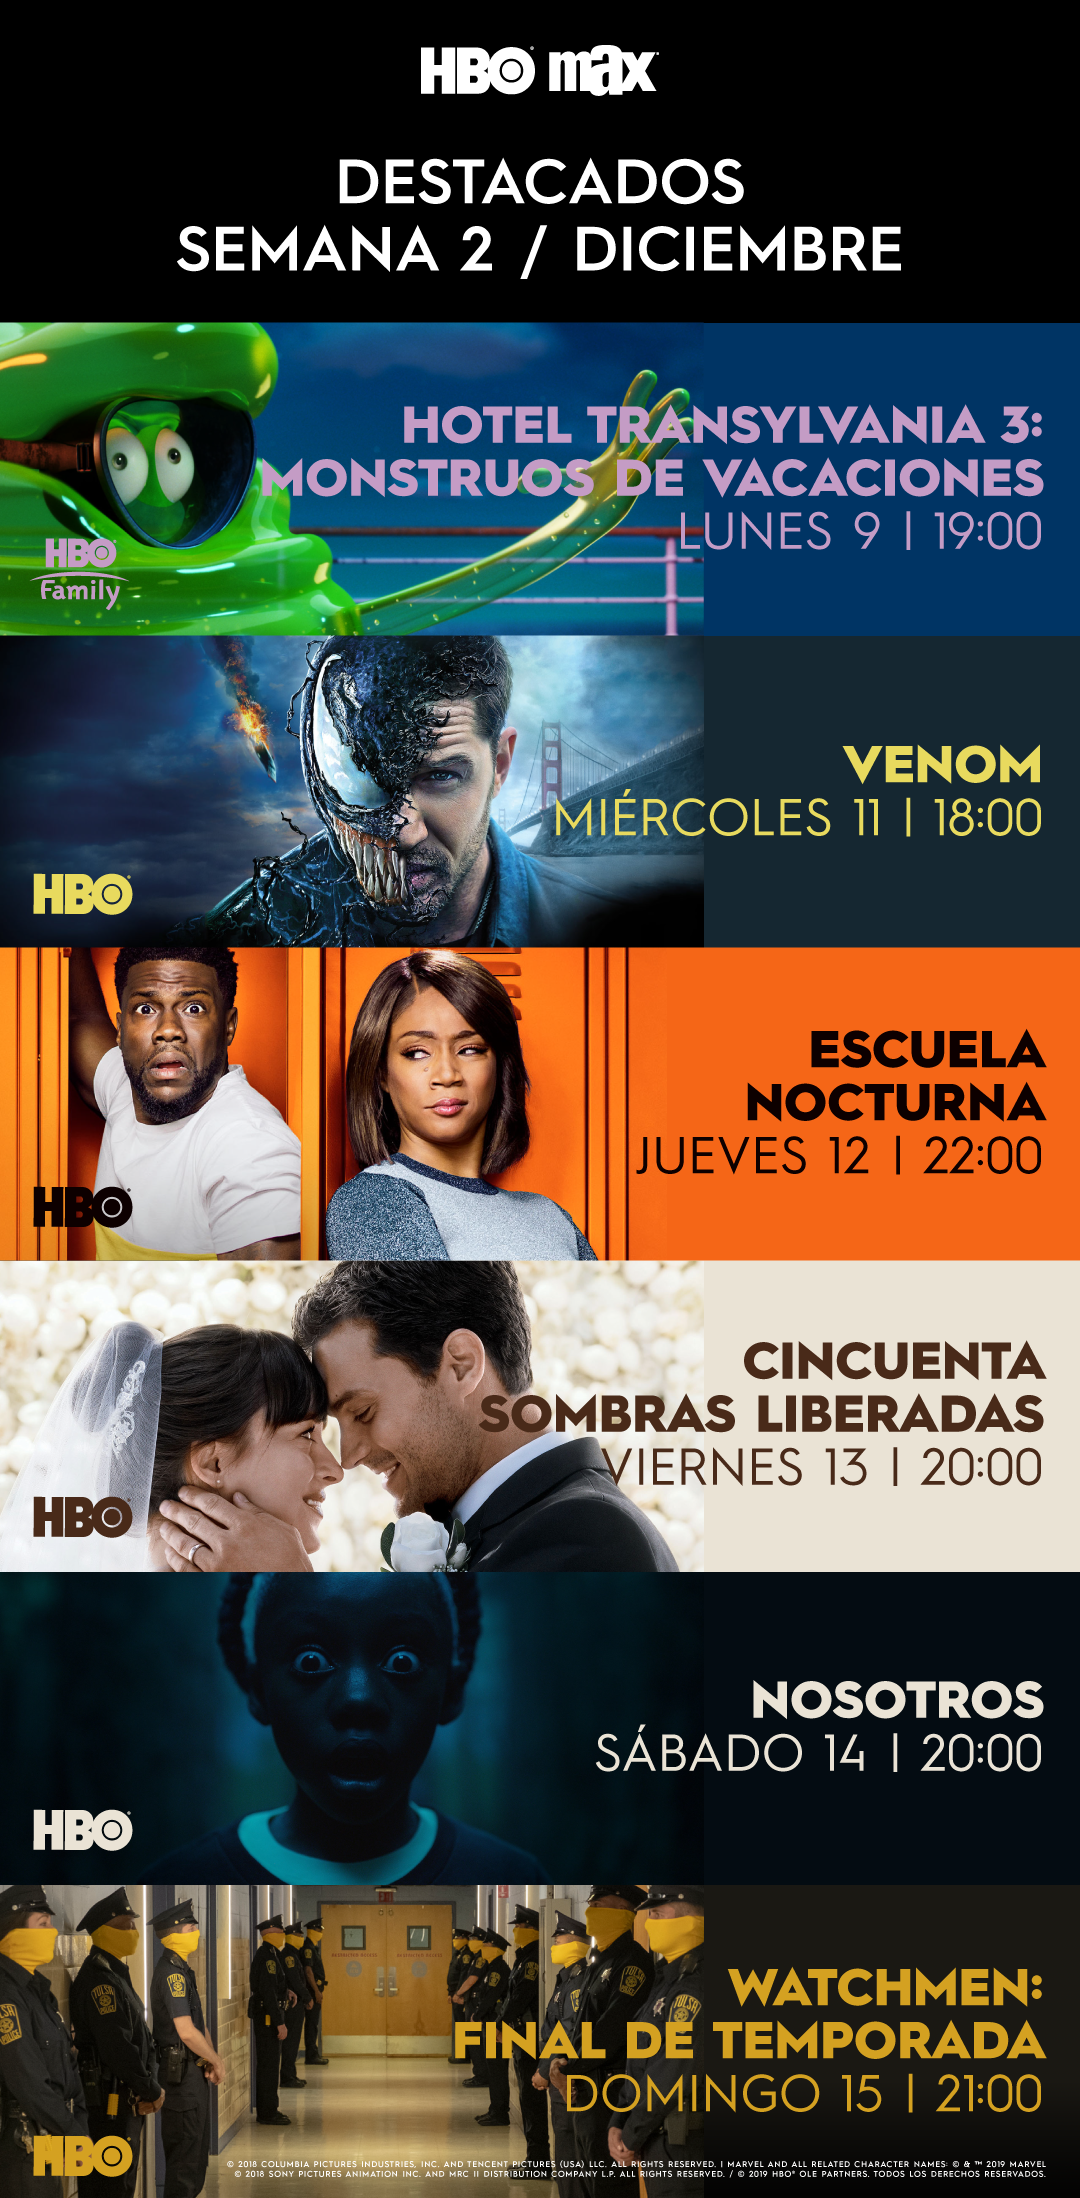 HBO max
DESTACADOS
SEMANA 2 / DICIEMBRE
HOTEL TRANSYLVANIA 3:
MONSTRUOS DE VACACIONES
LUNES 9 | 19:00
HBO
Family
VENOM
MIÉRCOLES 11 | 18:00
HBO
ESCUELA
NOCTURNA
JUEVES 12 | 22:00
HBO
CINCUENTA
SOMBRAS LIBERADAS
VIERNES 13 | 20:00
HBO
NOSOTROS
SÁBADO 14 | 20:00
HBO
WATCHMEN:
FINAL DE TEMPORADA
DOMINGO 15 | 21:00
HBO
© 2018 COLUMBIA PICTURES INDUSTRIES, INC. AND TENCENT PICTURES (USA) LLC. ALL RIGHTS RESERVED. I MARVEL AND ALL RELATED CHARACTER NAMES: © & ™ 2019 MARVEL
© 2018 SONY PICTURES ANIMATION INC. AND MRC II DISTRIBUTION COMPANY L.P. ALL RIGHTS RESERVED. / © 2019 HBO® OLE PARTNERS. TODOS LOS DERECHOS RESERVADOS.